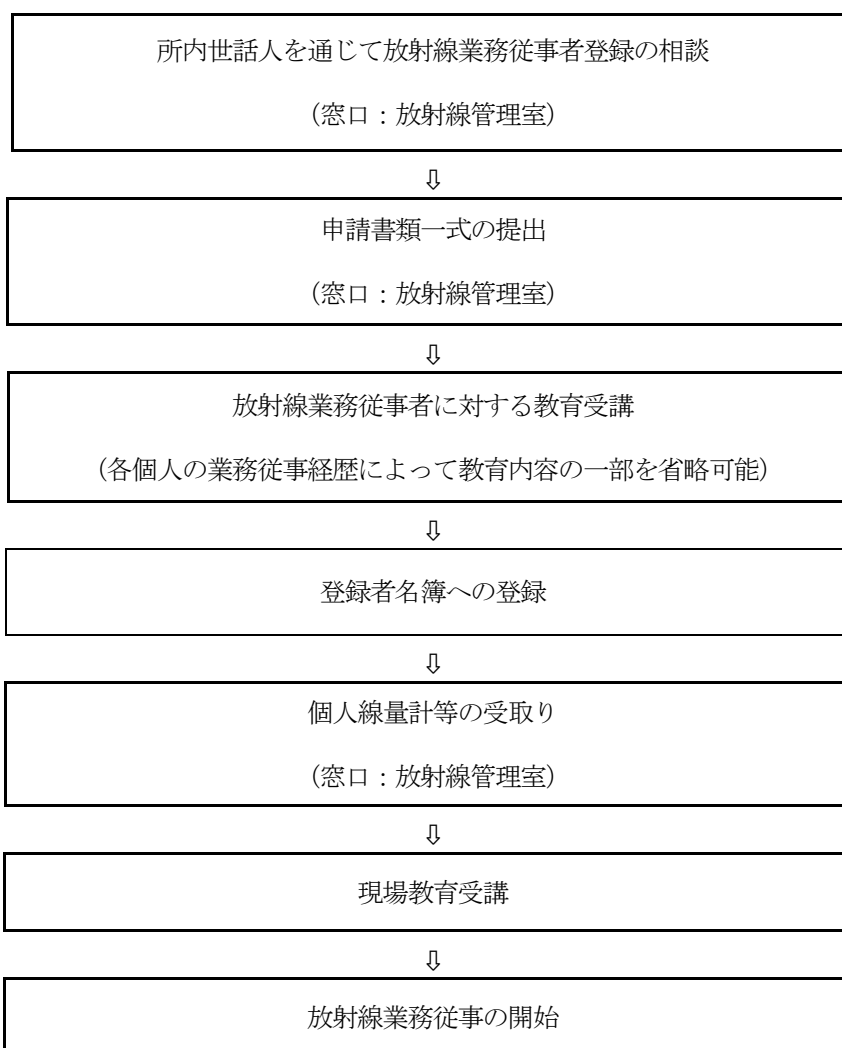 所内世話人を通じて放射線業務従事者登録の相談
（窓口：放射線管理室）
⇩
申請書類一式の提出
（窓口：放射線管理室）
⇩
放射線業務従事者に対する教育受講
（各個人の業務従事経歴によって教育内容の一部を省略可能）
⇩
登録者名簿への登録
⇩
個人線量計等の受取り
（窓口：放射線管理室）
⇩
現場教育受講
⇩
放射線業務従事の開始